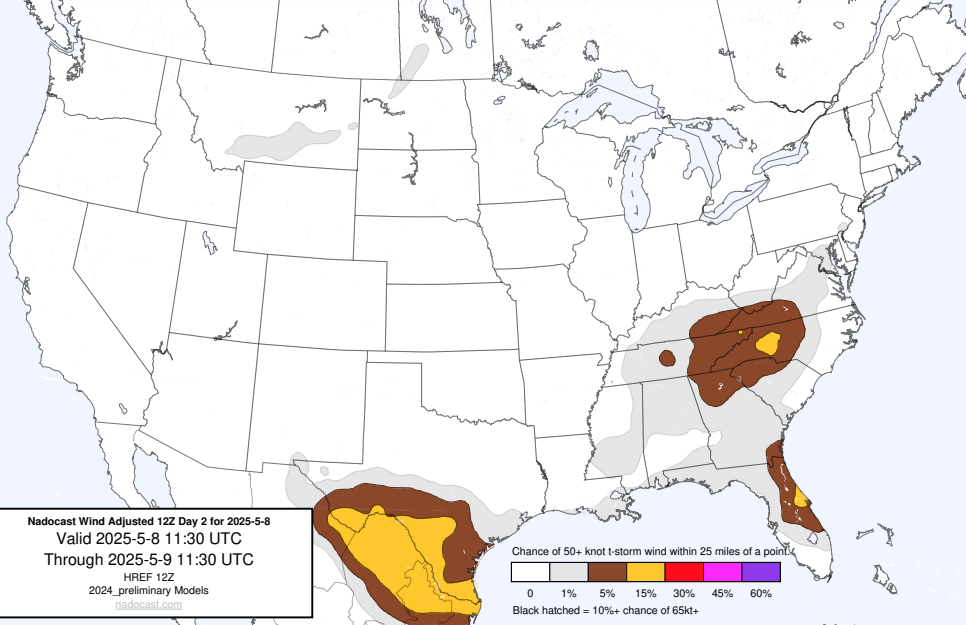 Nadocast Wind Adjusted 12Z Day 2 for 2025-5-8
Valid 2025-5-8 11:30 UTC
Through 2025-5-9 11:30 UTC
HREF 12Z
2024_preliminary Models
nadocast.com
Chance of 50+ knot t-storm wind within 25 miles of a point.
0 1% 5% 15% 30% 45% 60%
Black hatched = 10%+ chance of 65kt+